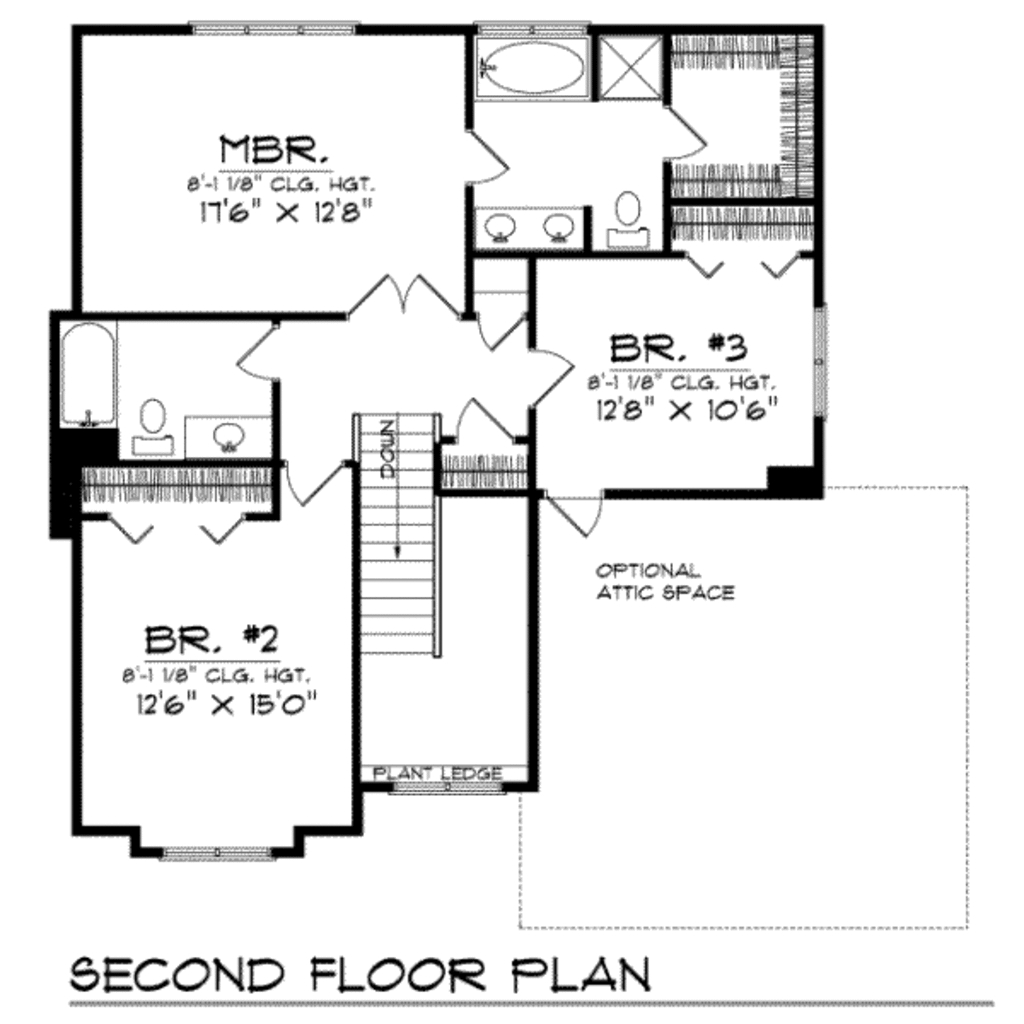 MBR.
8'-1 1/8" CLG. HGT.
17'6" X 12'8"
BR. #3
8'-1 1/8" CLG. HGT.
12'8" X 10'6"
DOWN
OPTIONAL
ATTIC SPACE
BR. #2
8'-1 1/8" CLG. HGT.
12'6" X 15'0"
PLANT LEDGE
SECOND FLOOR PLAN